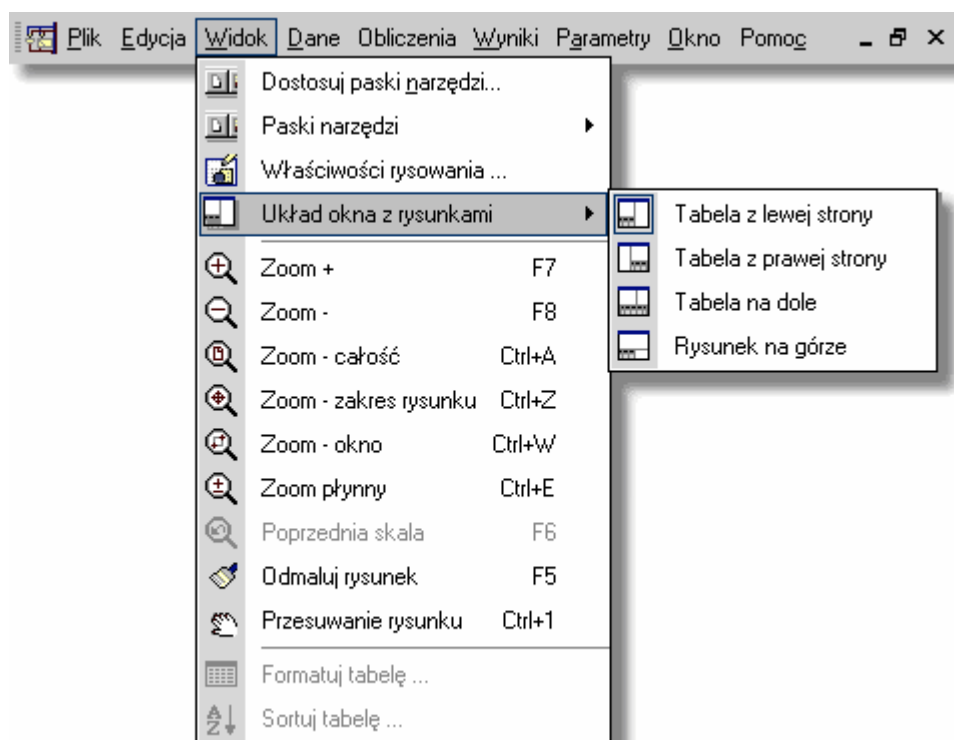 Plik Edycja Widok Dane Obliczenia Wyniki Parametry Okno Pomoc
Dostosuj paski narzędzi...
Paski narzędzi
Właściwości rysowania ...
Układ okna z rysunkami
Zoom + F7
Zoom - F8
Zoom - całość Ctrl+A
Zoom - zakres rysunku Ctrl+Z
Zoom - okno Ctrl+W
Zoom płynny Ctrl+E
Poprzednia skala F6
Odmaluj rysunek F5
Przesuwanie rysunku Ctrl+1
Formatuj tabelę ...
Sortuj tabelę ...
Tabela z lewej strony
Tabela z prawej strony
Tabela na dole
Rysunek na górze